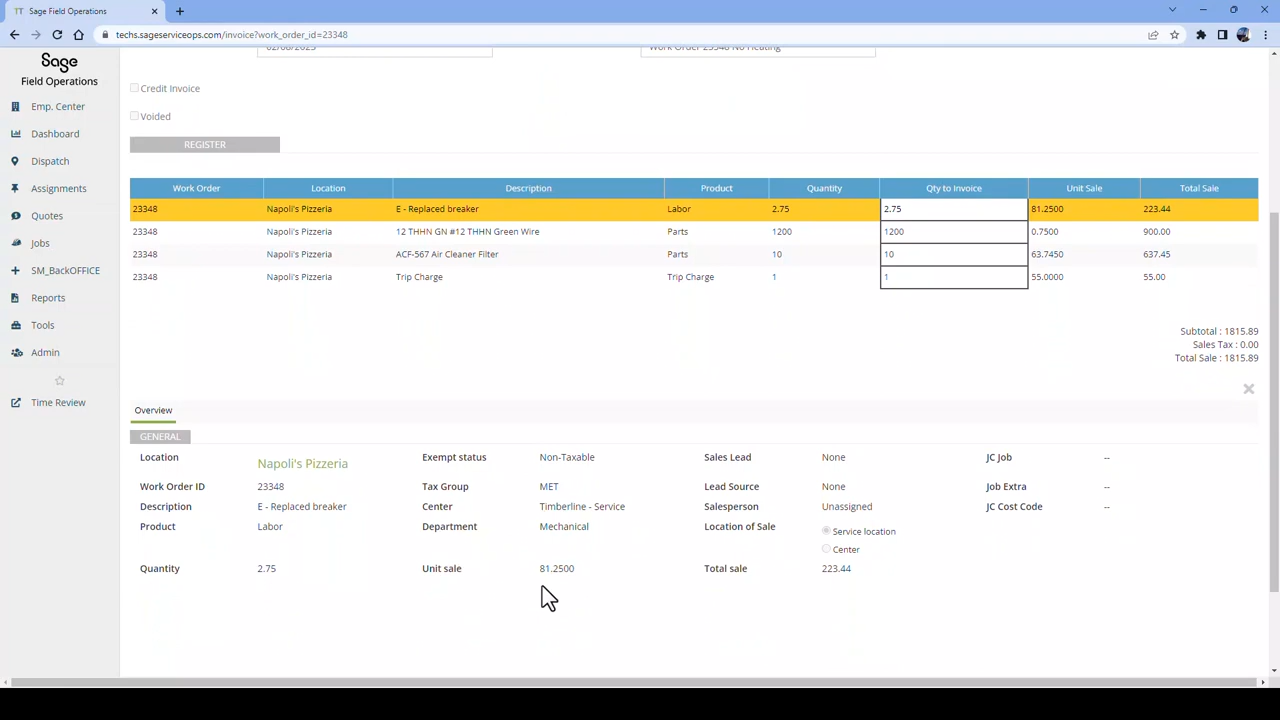 Sage Field Operations
techs.sageserviceops.com/invoice?work_order_id=23348
Sage
Field Operations
Emp. Center
Dashboard
Dispatch
Assignments
Quotes
Jobs
SM_BackOFFICE
Reports
Tools
Admin
Time Review
02/08/2023 Work Order 23348 No Heating
Credit Invoice
Voided
REGISTER
Work Order Location Description Product Quantity Qty to Invoice Unit Sale Total Sale
23348 Napoli's Pizzeria E - Replaced breaker Labor 2.75 2.75 81.2500 223.44
23348 Napoli's Pizzeria 12 THHN GN #12 THHN Green Wire Parts 1200 1200 0.7500 900.00
23348 Napoli's Pizzeria ACF-567 Air Cleaner Filter Parts 10 10 63.7450 637.45
23348 Napoli's Pizzeria Trip Charge Trip Charge 1 1 55.0000 55.00
Subtotal : 1815.89
Sales Tax : 0.00
Total Sale : 1815.89
Overview
GENERAL
Location Napoli's Pizzeria Exempt status Non-Taxable Sales Lead None JC Job --
Work Order ID 23348 Tax Group MET Lead Source None Job Extra --
Description E - Replaced breaker Center Timberline - Service Salesperson Unassigned JC Cost Code --
Product Labor Department Mechanical Location of Sale Service location
Center
Quantity 2.75 Unit sale 81.2500 Total sale 223.44